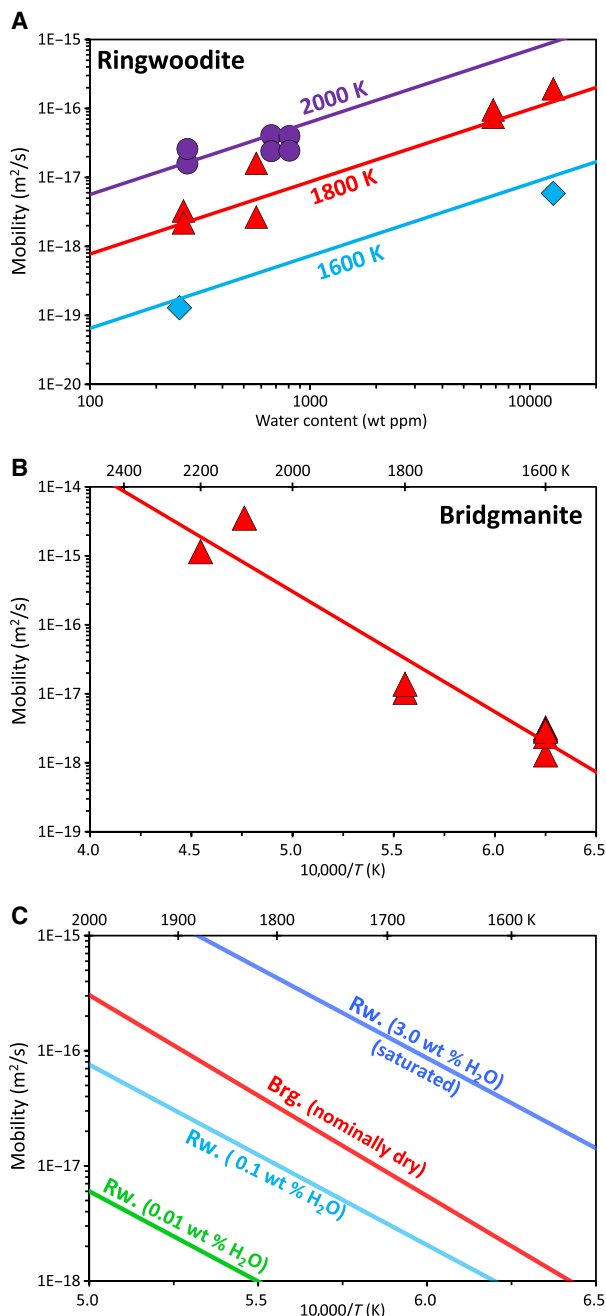 A
Ringwoodite
1E−15
1E−16
1E−17
1E−18
1E−19
1E−20
Mobility (m²/s)
2000 K
1800 K
1600 K
100 1000 10000
Water content (wt ppm)
B
2400 2200 2000 1800 1600 K
Bridgmanite
1E−14
1E−15
1E−16
1E−17
1E−18
1E−19
Mobility (m²/s)
4.0 4.5 5.0 5.5 6.0 6.5
10,000/T (K)
C
2000 1900 1800 1700 1600 K
1E−15
1E−16
1E−17
1E−18
Mobility (m²/s)
Rw. (3.0 wt % H₂O)
(saturated)
Brg. (nominally dry)
Rw. ( 0.1 wt % H₂O)
Rw. (0.01 wt % H₂O)
5.0 5.5 6.0 6.5
10,000/T (K)